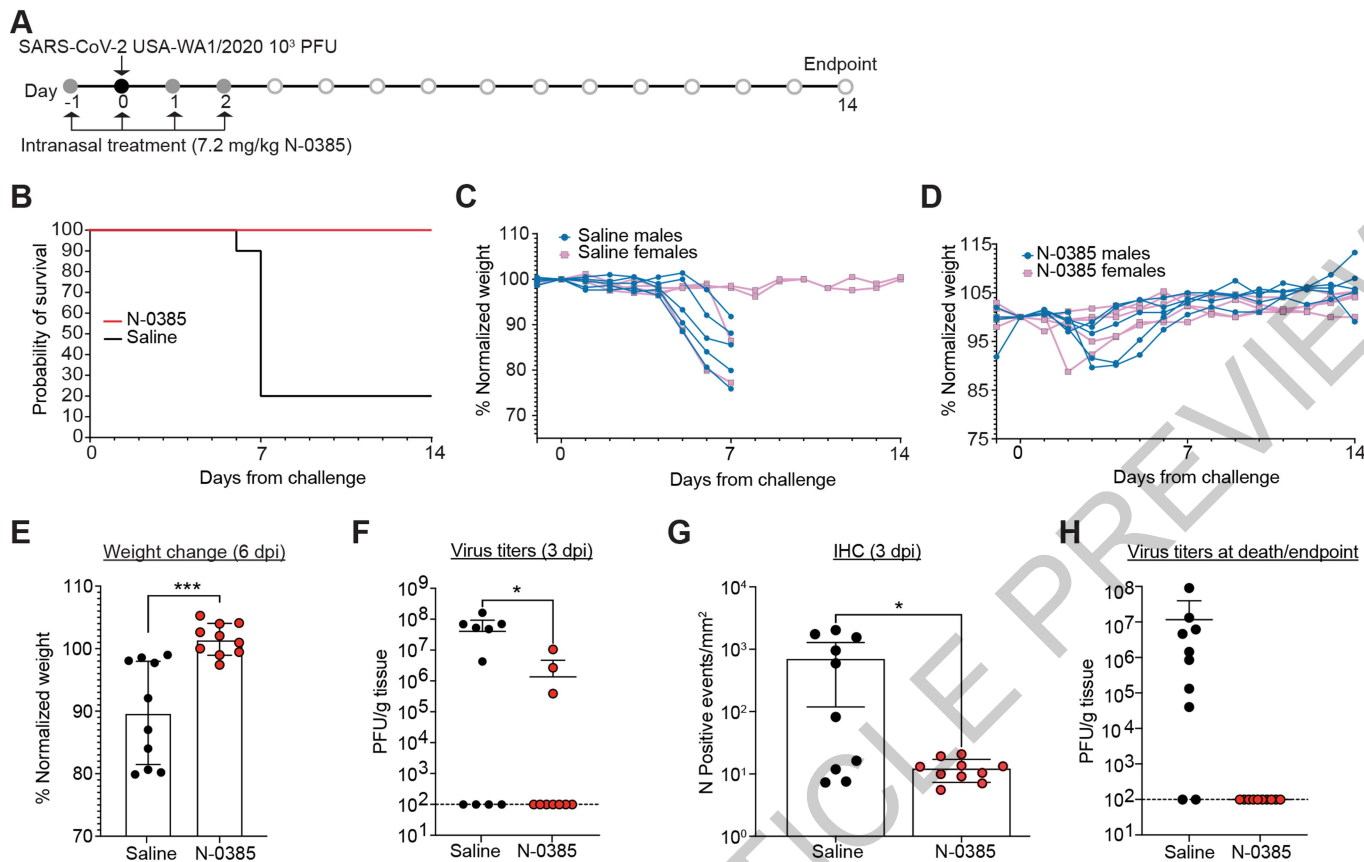 A
SARS-CoV-2 USA-WA1/2020 10³ PFU
Endpoint
Day
-1 0 1 2 14
Intranasal treatment (7.2 mg/kg N-0385)
B
100
90
80
70
60
50
40
30
20
10
0
Probability of survival
N-0385
Saline
0 7 14
Days from challenge
C
110
100
90
80
70
% Normalized weight
Saline males
Saline females
0 7 14
Days from challenge
D
115
105
95
85
75
% Normalized weight
N-0385 males
N-0385 females
0 7 14
Days from challenge
E
Weight change (6 dpi)
110
100
90
80
70
% Normalized weight
***
Saline N-0385
F
Virus titers (3 dpi)
10⁹
10⁸
10⁷
10⁶
10⁵
10⁴
10³
10²
10¹
PFU/g tissue
*
Saline N-0385
G
IHC (3 dpi)
10⁴
10³
10²
10¹
10⁰
N Positive events/mm²
*
Saline N-0385
H
Virus titers at death/endpoint
10⁸
10⁷
10⁶
10⁵
10⁴
10³
10²
10¹
PFU/g tissue
Saline N-0385
TICLE PREVIEW